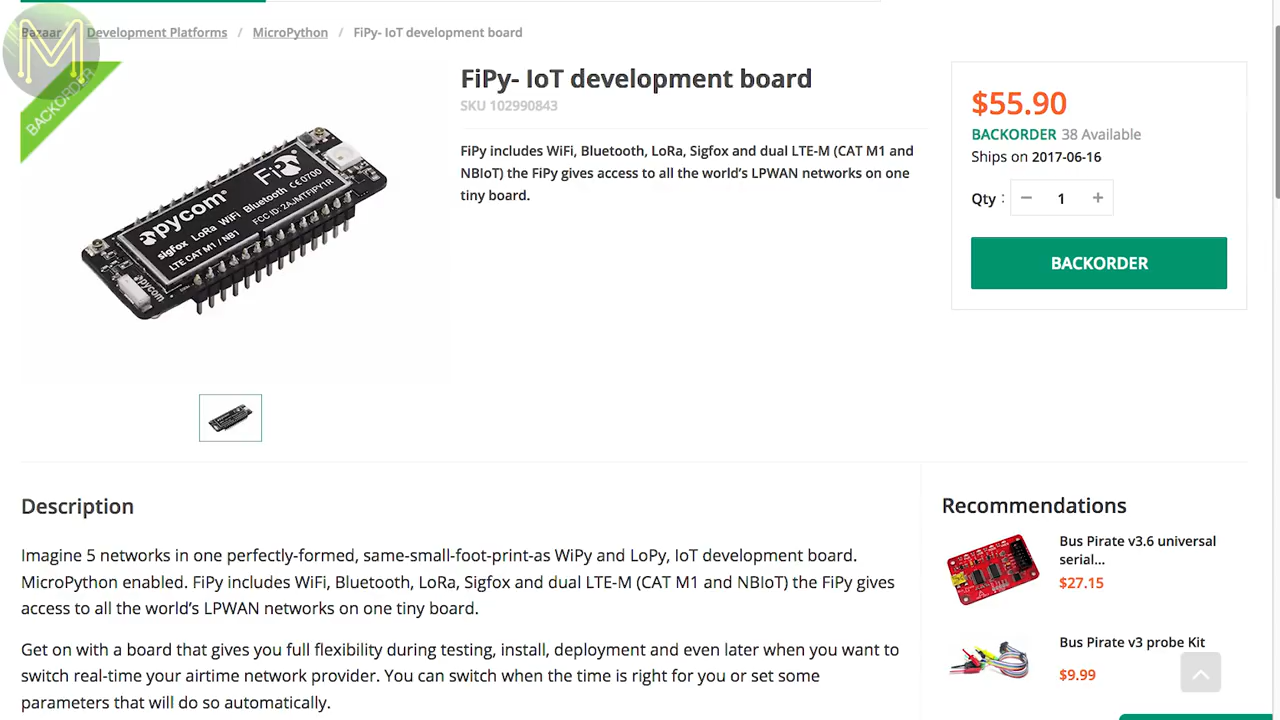 Bazaar / Development Platforms / MicroPython / FiPy- IoT development board
BACKORDER
FiPy- IoT development board
SKU 102990843
FiPy includes WiFi, Bluetooth, LoRa, Sigfox and dual LTE-M (CAT M1 and
NBIoT) the FiPy gives access to all the world’s LPWAN networks on one
tiny board.
$55.90
BACKORDER 38 Available
Ships on 2017-06-16
Qty : − 1 +
BACKORDER
pycom
FiPy
sigfox LoRa WiFi Bluetooth CE0700
LTE CAT M1 / NB1 FCC ID: 2AJMTFIPY1R
pycom
Description
Imagine 5 networks in one perfectly-formed, same-small-foot-print-as WiPy and LoPy, IoT development board.
MicroPython enabled. FiPy includes WiFi, Bluetooth, LoRa, Sigfox and dual LTE-M (CAT M1 and NBIoT) the FiPy gives
access to all the world’s LPWAN networks on one tiny board.
Get on with a board that gives you full flexibility during testing, install, deployment and even later when you want to
switch real-time your airtime network provider. You can switch when the time is right for you or set some
parameters that will do so automatically.
Recommendations
Bus Pirate v3.6 universal
serial...
$27.15
Bus Pirate v3 probe Kit
$9.99